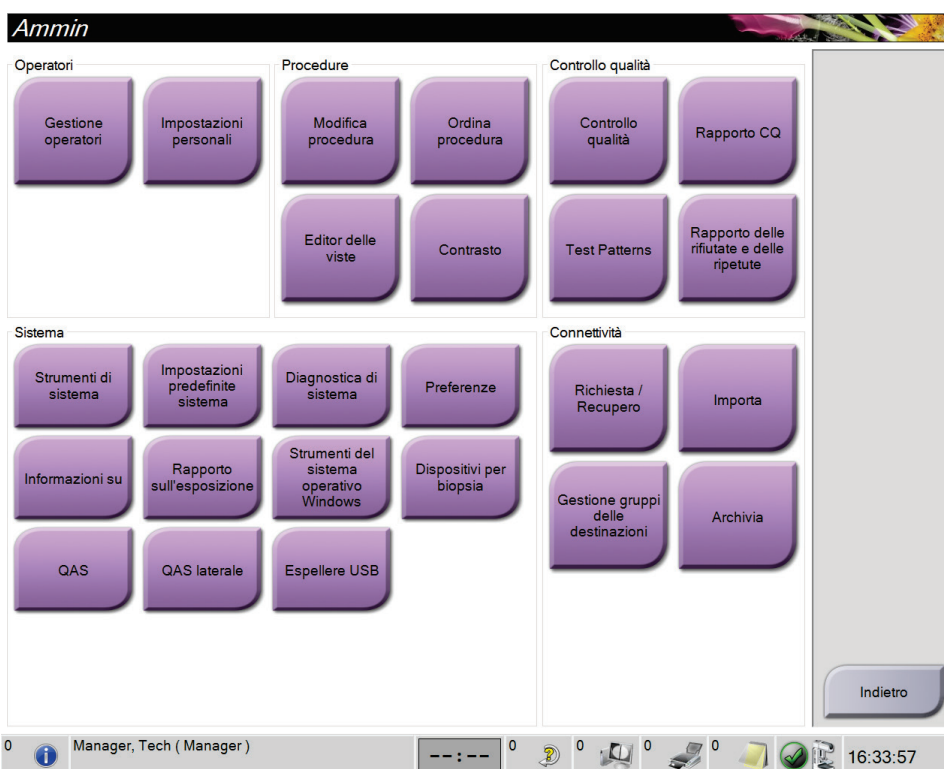 Ammin
Operatori
Gestione
operatori
Impostazioni
personali
Procedure
Modifica
procedura
Ordina
procedura
Editor delle
viste
Contrasto
Controllo qualità
Controllo
qualità
Rapporto CQ
Test Patterns
Rapporto delle
rifiutate e delle
ripetute
Sistema
Strumenti di
sistema
Impostazioni
predefinite
sistema
Diagnostica di
sistema
Preferenze
Informazioni su
Rapporto
sull'esposizione
Strumenti del
sistema
operativo
Windows
Dispositivi per
biopsia
QAS
QAS laterale
Espellere USB
Connettività
Richiesta /
Recupero
Importa
Gestione gruppi
delle
destinazioni
Archivia
Indietro
0
Manager, Tech ( Manager )
--:--
0
0
0
0
16:33:57